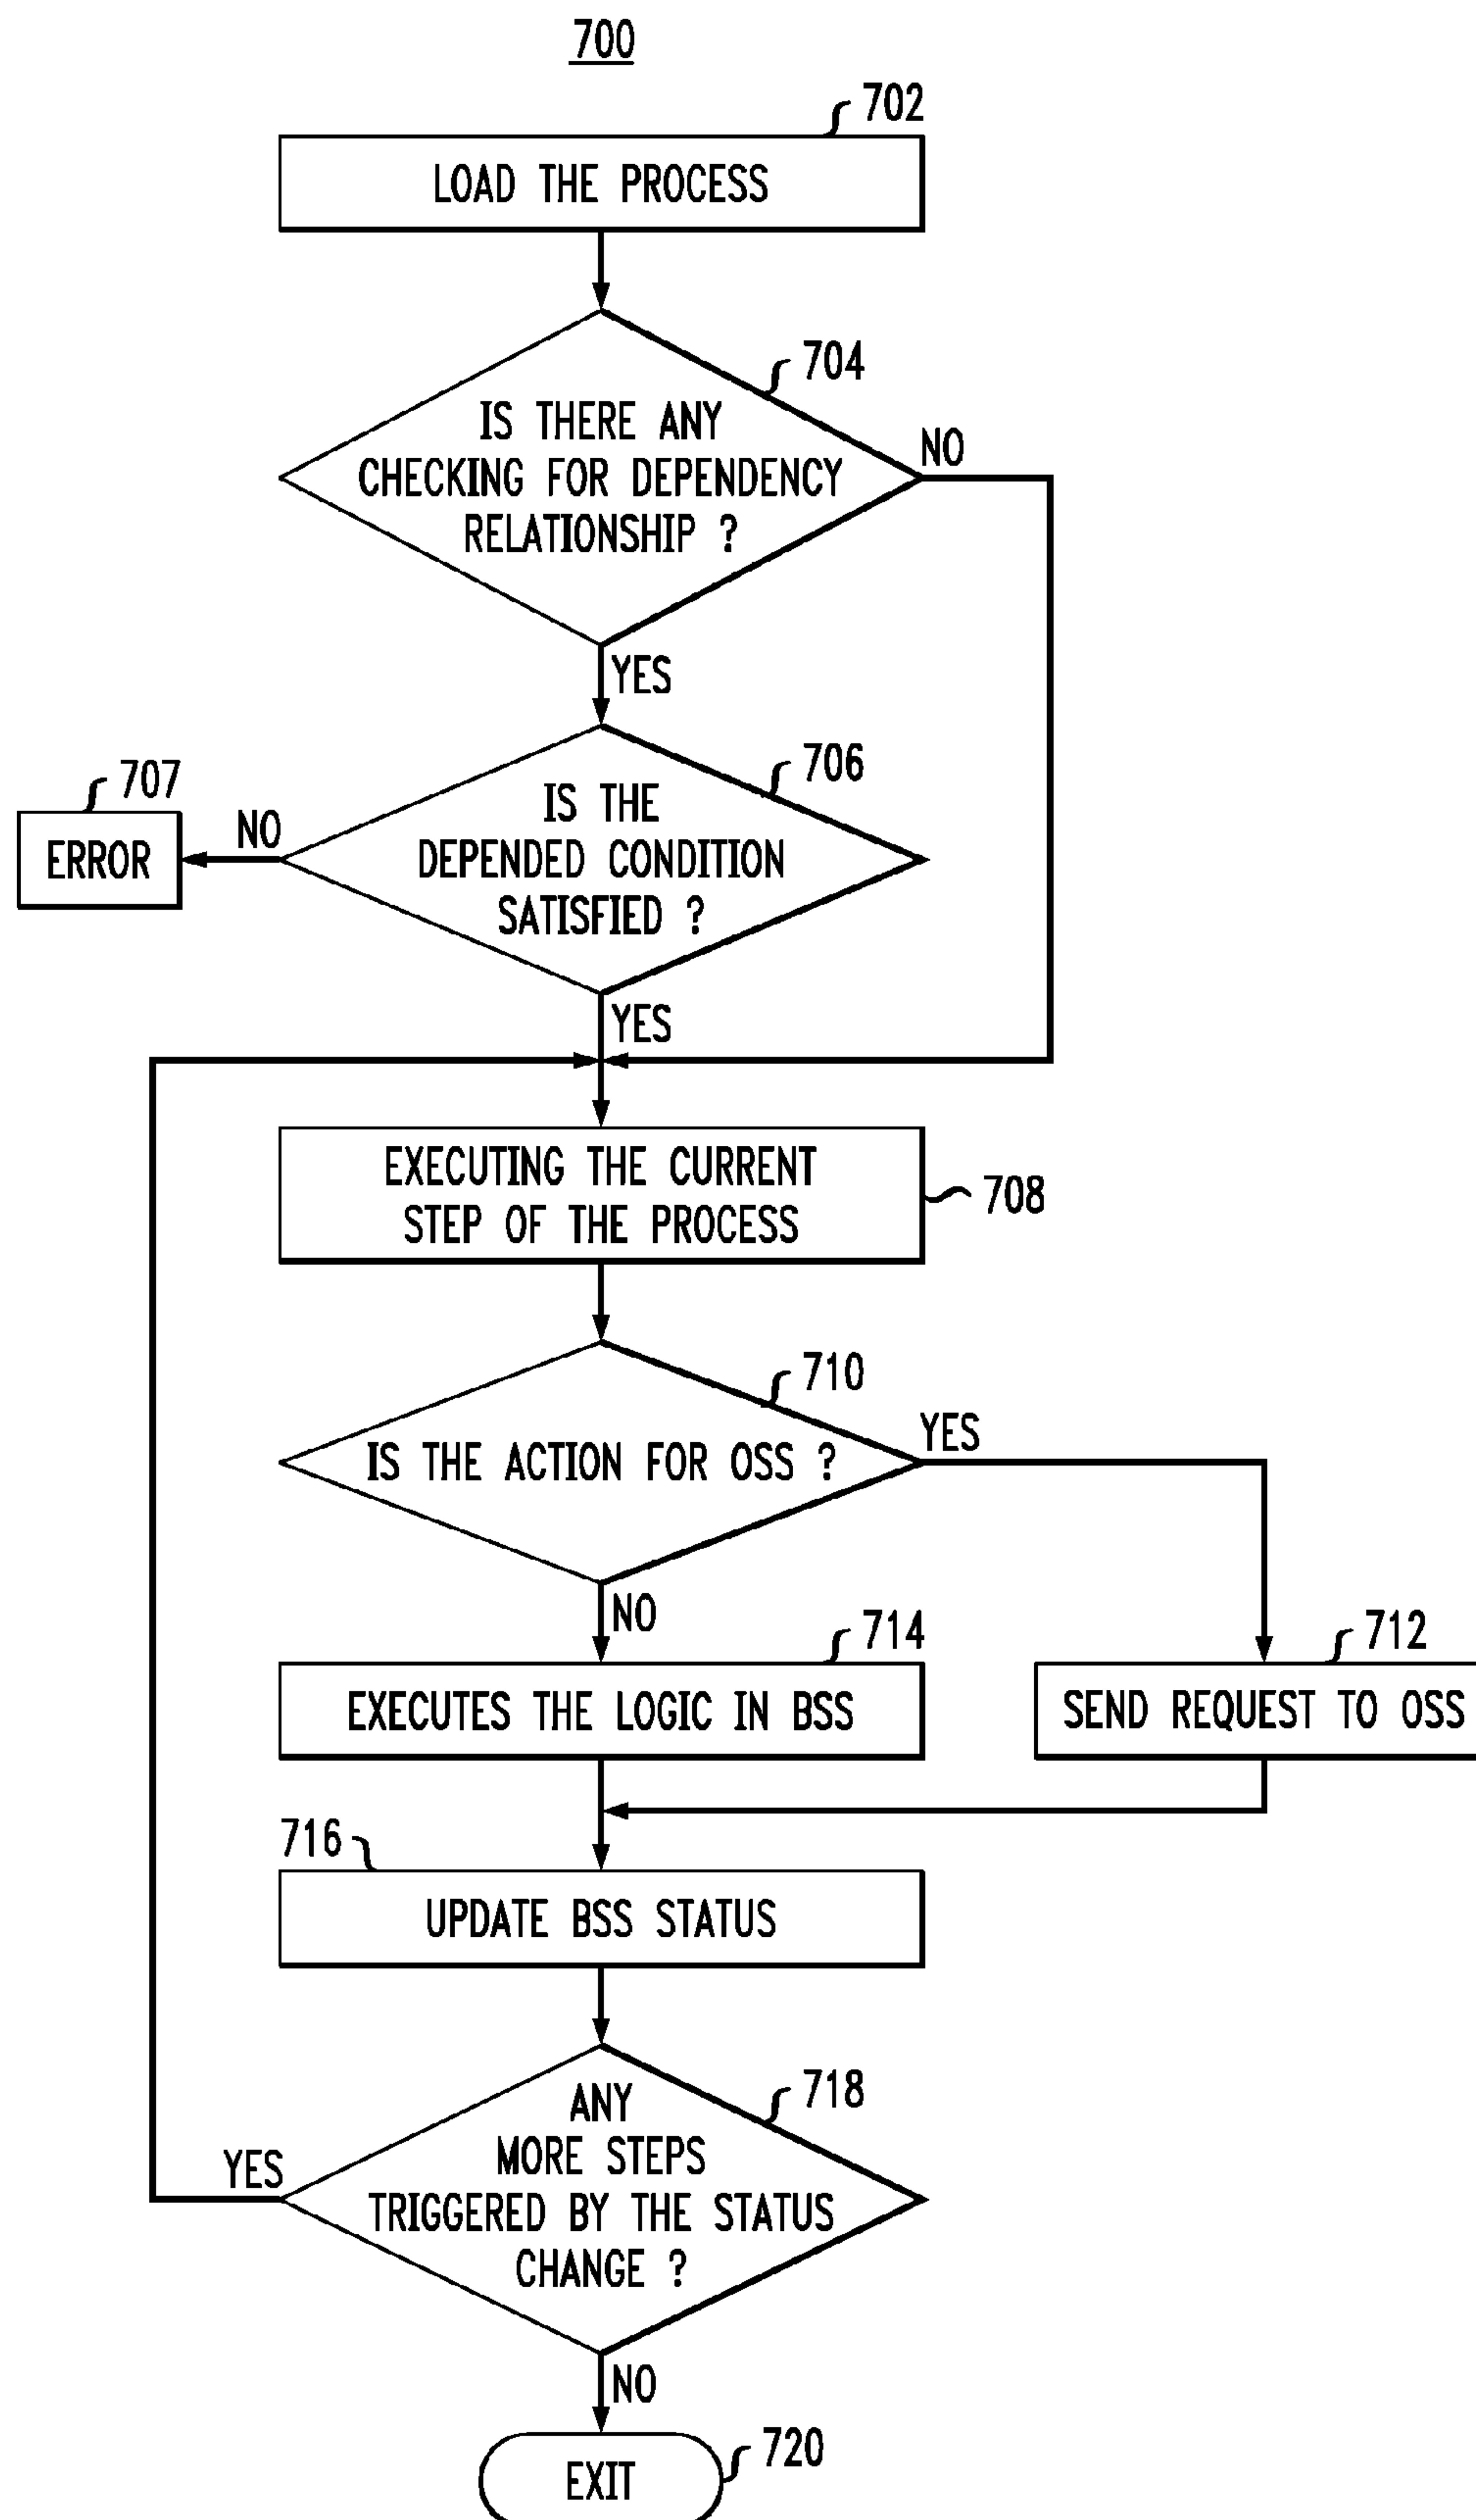 700
702
LOAD THE PROCESS
704
IS THERE ANY
CHECKING FOR DEPENDENCY
RELATIONSHIP ?
NO
YES
706
707
IS THE
DEPENDED CONDITION
SATISFIED ?
NO
ERROR
YES
EXECUTING THE CURRENT
STEP OF THE PROCESS
708
710
IS THE ACTION FOR OSS ?
YES
NO
714
712
EXECUTES THE LOGIC IN BSS
SEND REQUEST TO OSS
716
UPDATE BSS STATUS
718
ANY
MORE STEPS
TRIGGERED BY THE STATUS
CHANGE ?
YES
NO
720
EXIT